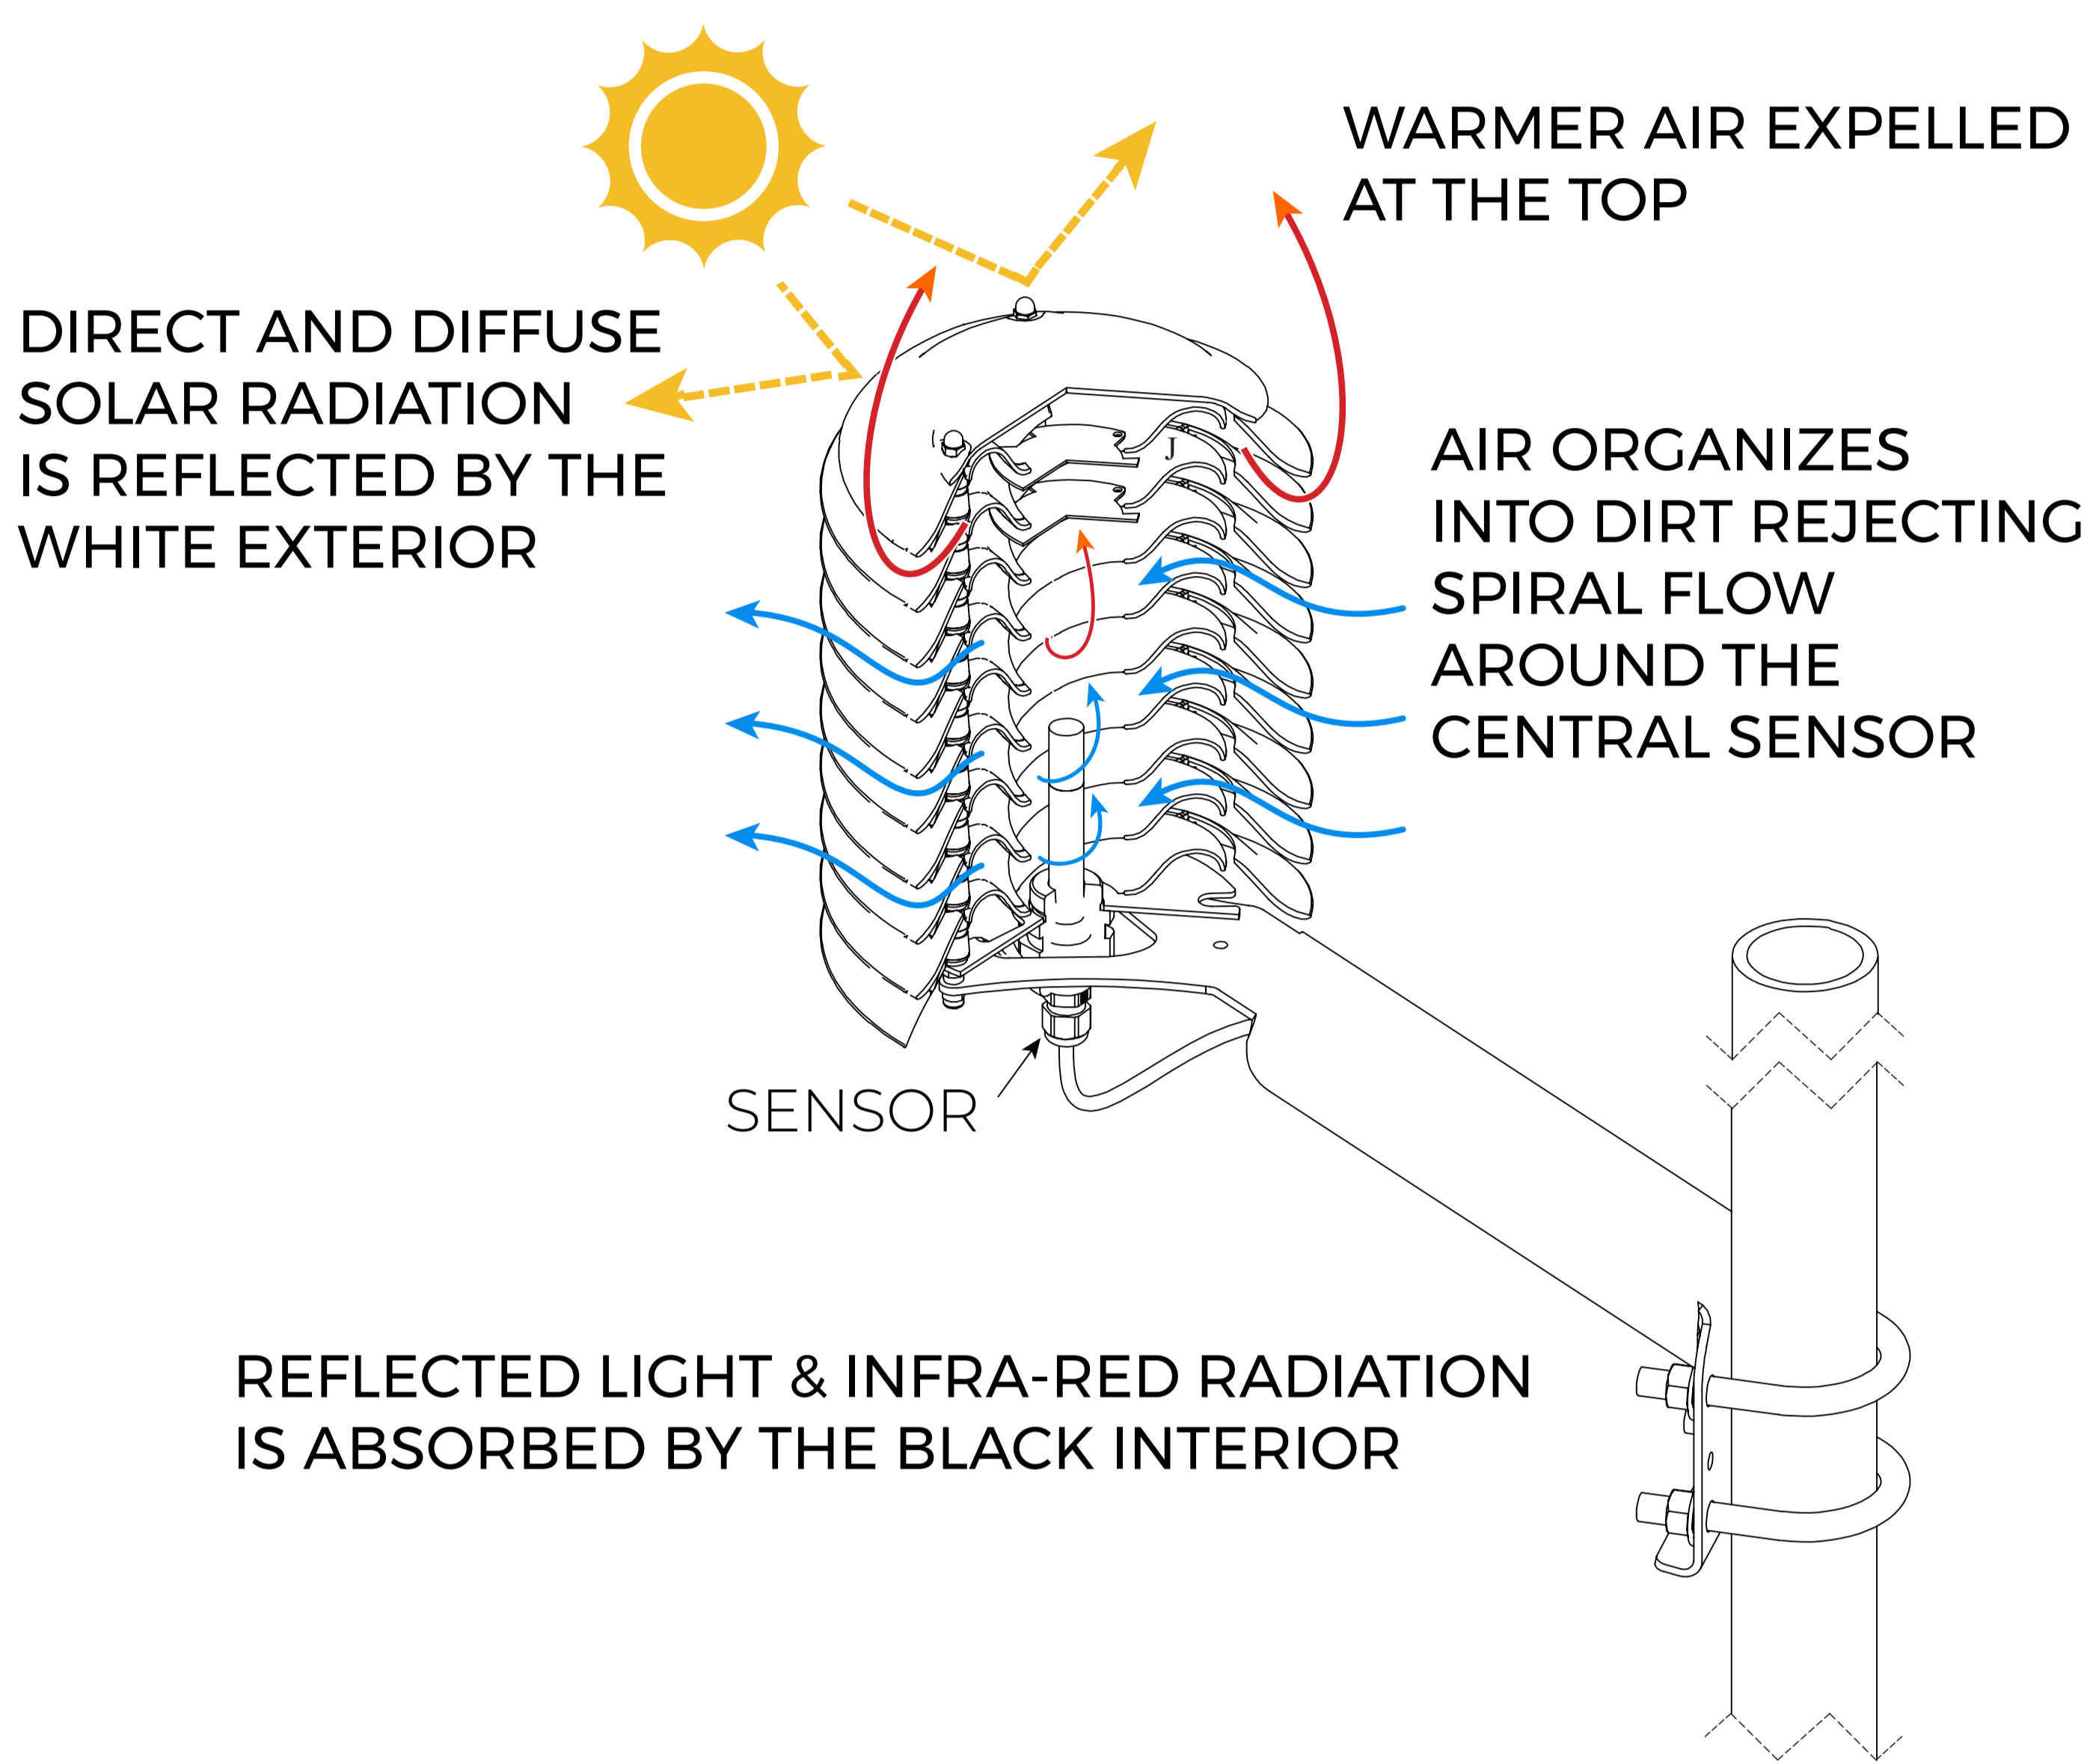 WARMER AIR EXPELLED
AT THE TOP
DIRECT AND DIFFUSE
SOLAR RADIATION
IS REFLECTED BY THE
WHITE EXTERIOR
AIR ORGANIZES
INTO DIRT REJECTING
SPIRAL FLOW
AROUND THE
CENTRAL SENSOR
J
SENSOR
REFLECTED LIGHT & INFRA-RED RADIATION
IS ABSORBED BY THE BLACK INTERIOR